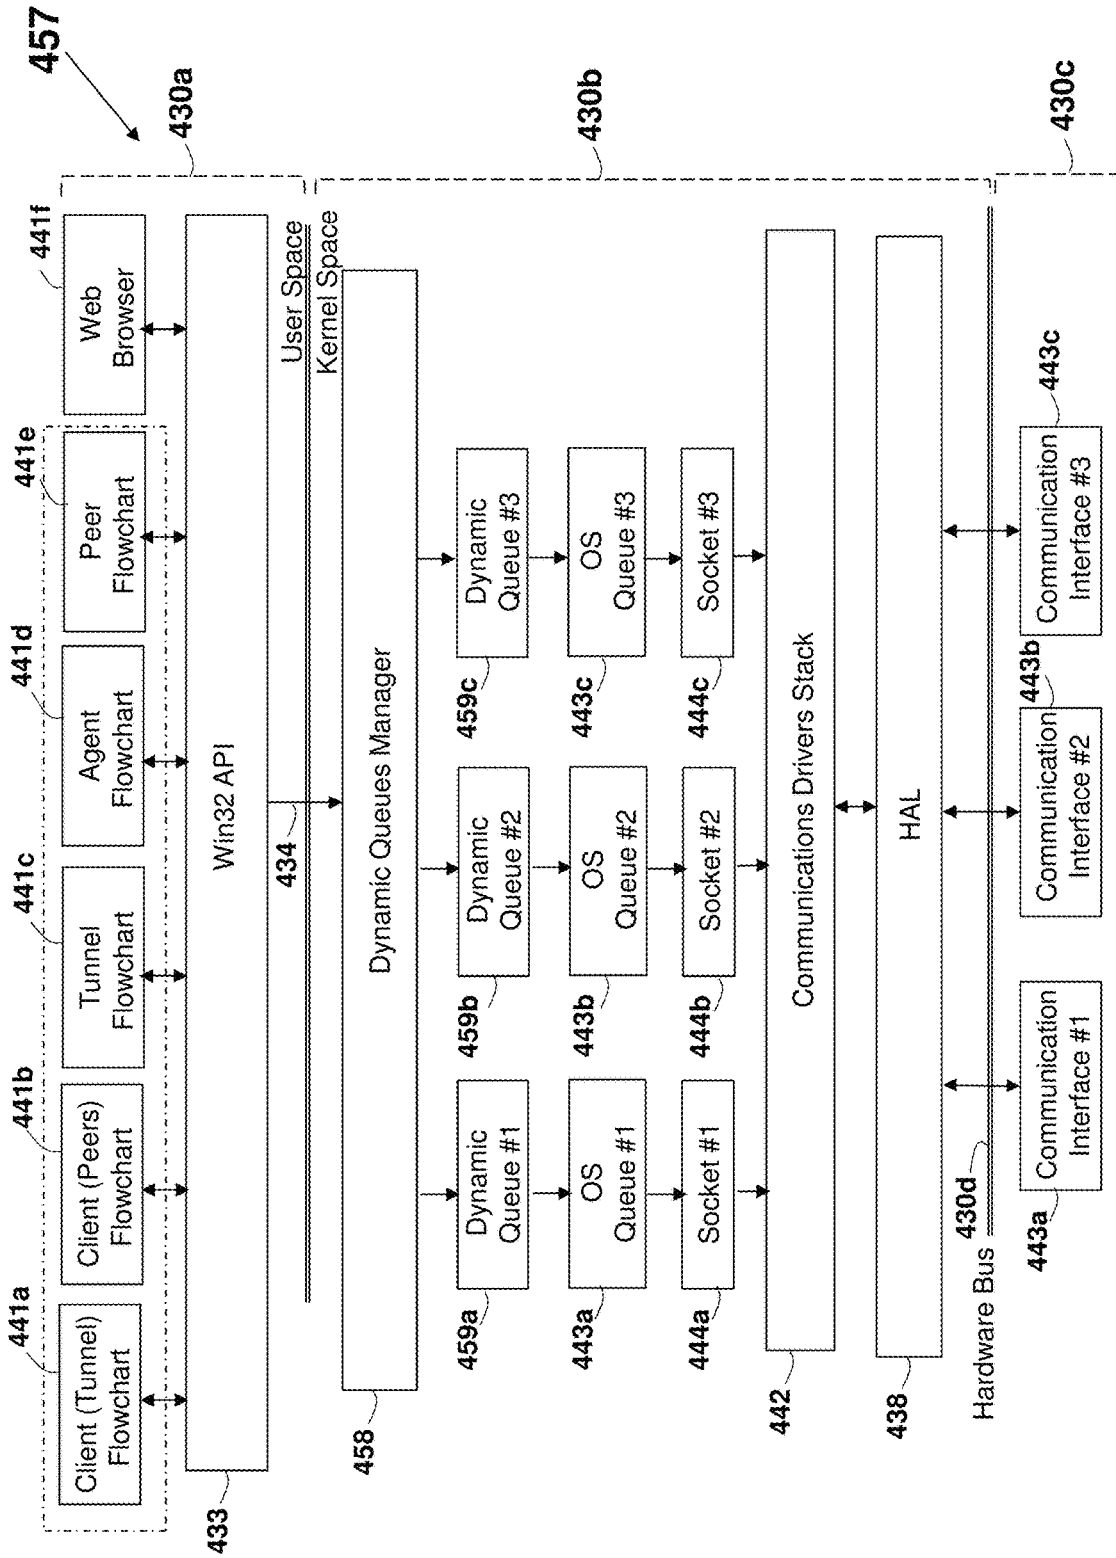 457
430a
441a
441b
441c
441d
441e
441f
Client (Tunnel)
Flowchart
Client (Peers)
Flowchart
Tunnel
Flowchart
Agent
Flowchart
Peer
Flowchart
Web
Browser
433
Win32 API
434
User Space
Kernel Space
430b
458
Dynamic Queues Manager
459a
Dynamic
Queue #1
459b
Dynamic
Queue #2
459c
Dynamic
Queue #3
443a
OS
Queue #1
443b
OS
Queue #2
443c
OS
Queue #3
444a
Socket #1
444b
Socket #2
444c
Socket #3
442
Communications Drivers Stack
438
HAL
Hardware Bus
430d
430c
443a
Communication
Interface #1
443b
Communication
Interface #2
443c
Communication
Interface #3